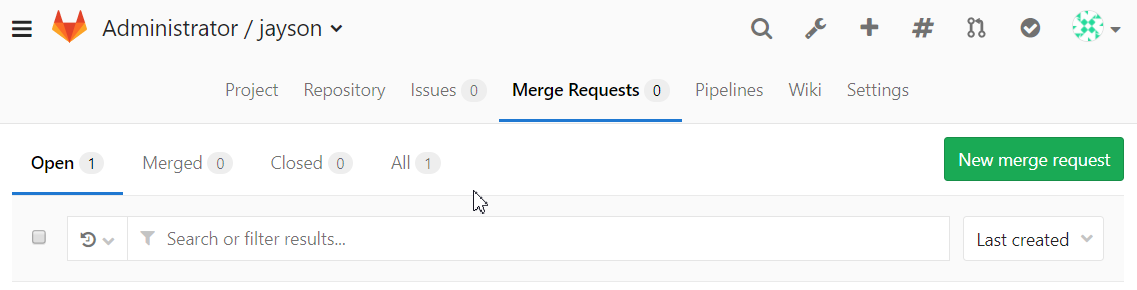 Administrator / jayson
Project Repository Issues 0 Merge Requests 0 Pipelines Wiki Settings
Open 1 Merged 0 Closed 0 All 1 New merge request
Search or filter results... Last created